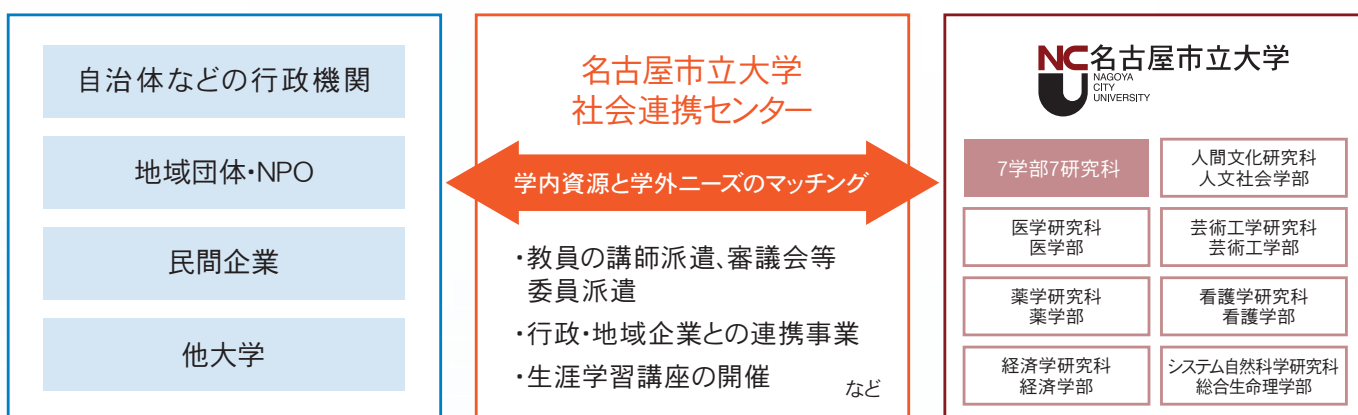 自治体などの行政機関
地域団体・NPO
民間企業
他大学
名古屋市立大学
社会連携センター
学内資源と学外ニーズのマッチング
・教員の講師派遣、審議会等
委員派遣
・行政・地域企業との連携事業
・生涯学習講座の開催
など
NCU 名古屋市立大学
NAGOYA
CITY
UNIVERSITY
7学部7研究科
人間文化研究科
人文社会学部
医学研究科
医学部
芸術工学研究科
芸術工学部
薬学研究科
薬学部
看護学研究科
看護学部
経済学研究科
経済学部
システム自然科学研究科
総合生命理学部